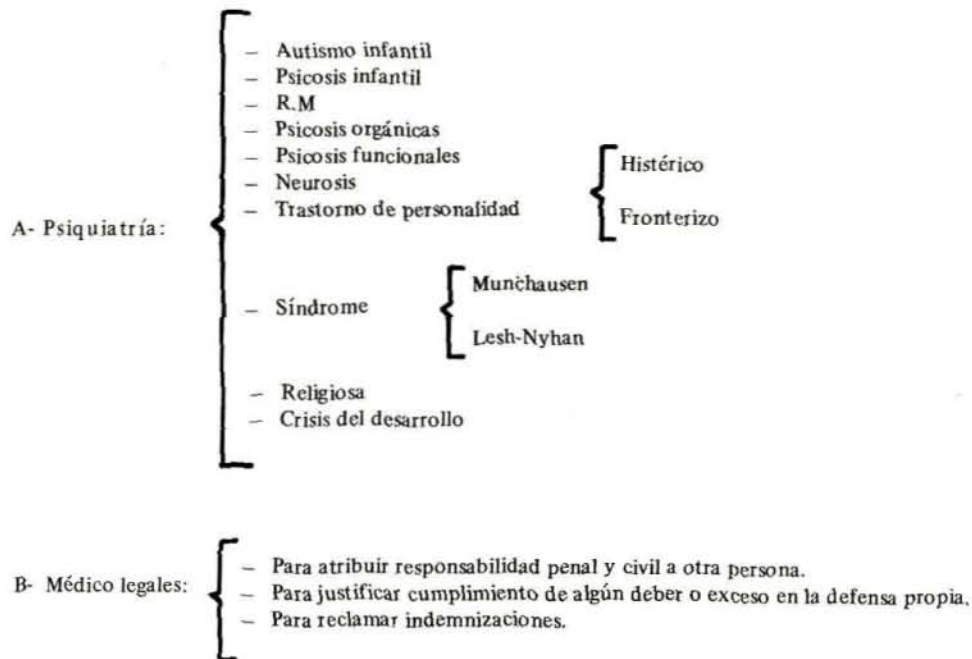 A- Psiquiatría:
– Autismo infantil
– Psicosis infantil
– R.M
– Psicosis orgánicas
– Psicosis funcionales
– Neurosis
– Trastorno de personalidad
Histérico
Fronterizo
– Síndrome
Munchausen
Lesh-Nyhan
– Religiosa
– Crisis del desarrollo
B- Médico legales:
– Para atribuir responsabilidad penal y civil a otra persona.
– Para justificar cumplimiento de algún deber o exceso en la defensa propia.
– Para reclamar indemnizaciones.